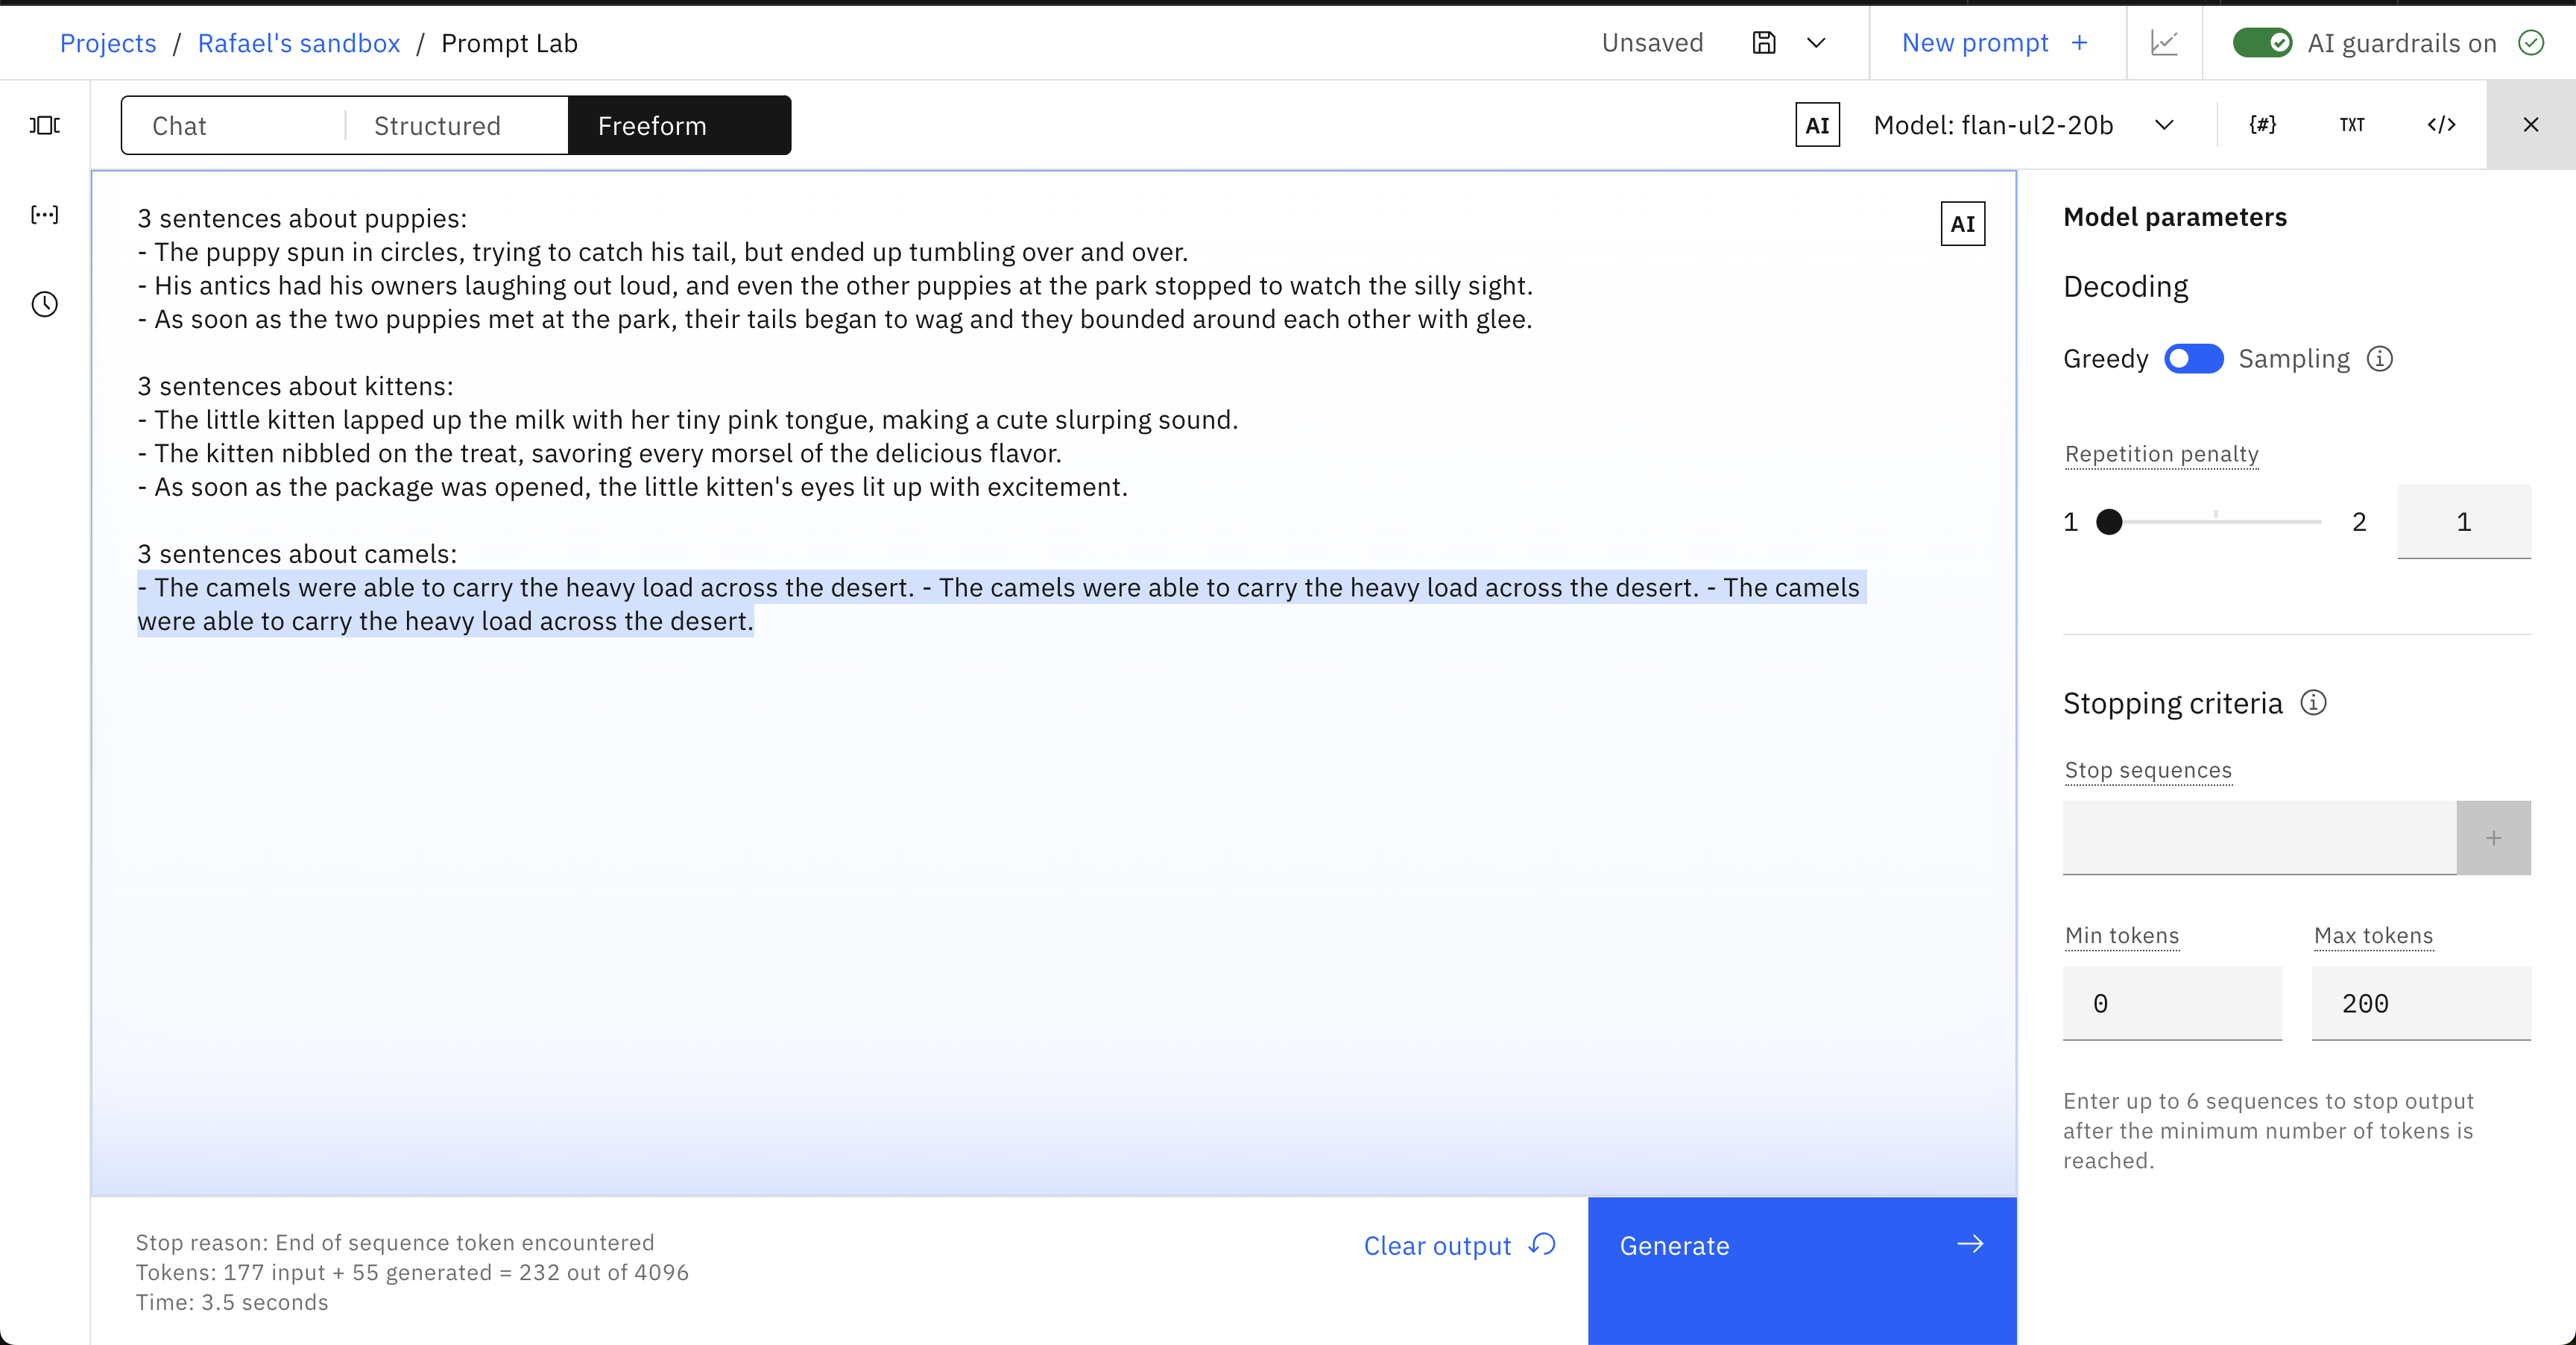 Projects / Rafael's sandbox / Prompt Lab
Unsaved
New prompt +
AI guardrails on
Chat
Structured
Freeform
AI
Model: flan-ul2-20b
{#}
TXT
</>
3 sentences about puppies:
- The puppy spun in circles, trying to catch his tail, but ended up tumbling over and over.
- His antics had his owners laughing out loud, and even the other puppies at the park stopped to watch the silly sight.
- As soon as the two puppies met at the park, their tails began to wag and they bounded around each other with glee.
3 sentences about kittens:
- The little kitten lapped up the milk with her tiny pink tongue, making a cute slurping sound.
- The kitten nibbled on the treat, savoring every morsel of the delicious flavor.
- As soon as the package was opened, the little kitten's eyes lit up with excitement.
3 sentences about camels:
- The camels were able to carry the heavy load across the desert. - The camels were able to carry the heavy load across the desert. - The camels
were able to carry the heavy load across the desert.
AI
Stop reason: End of sequence token encountered
Tokens: 177 input + 55 generated = 232 out of 4096
Time: 3.5 seconds
Clear output
Generate
Model parameters
Decoding
Greedy
Sampling
Repetition penalty
1
2
1
Stopping criteria
Stop sequences
+
Min tokens
Max tokens
0
200
Enter up to 6 sequences to stop output
after the minimum number of tokens is
reached.